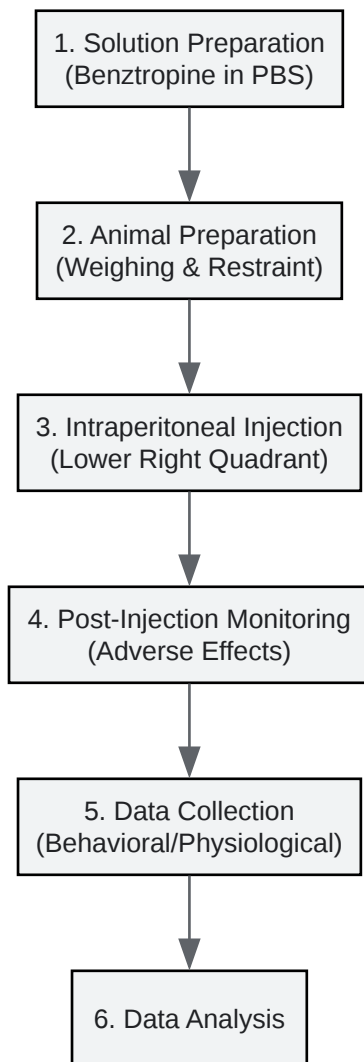 1. Solution Preparation
(Benztropine in PBS)
2. Animal Preparation
(Weighing & Restraint)
3. Intraperitoneal Injection
(Lower Right Quadrant)
4. Post-Injection Monitoring
(Adverse Effects)
5. Data Collection
(Behavioral/Physiological)
6. Data Analysis